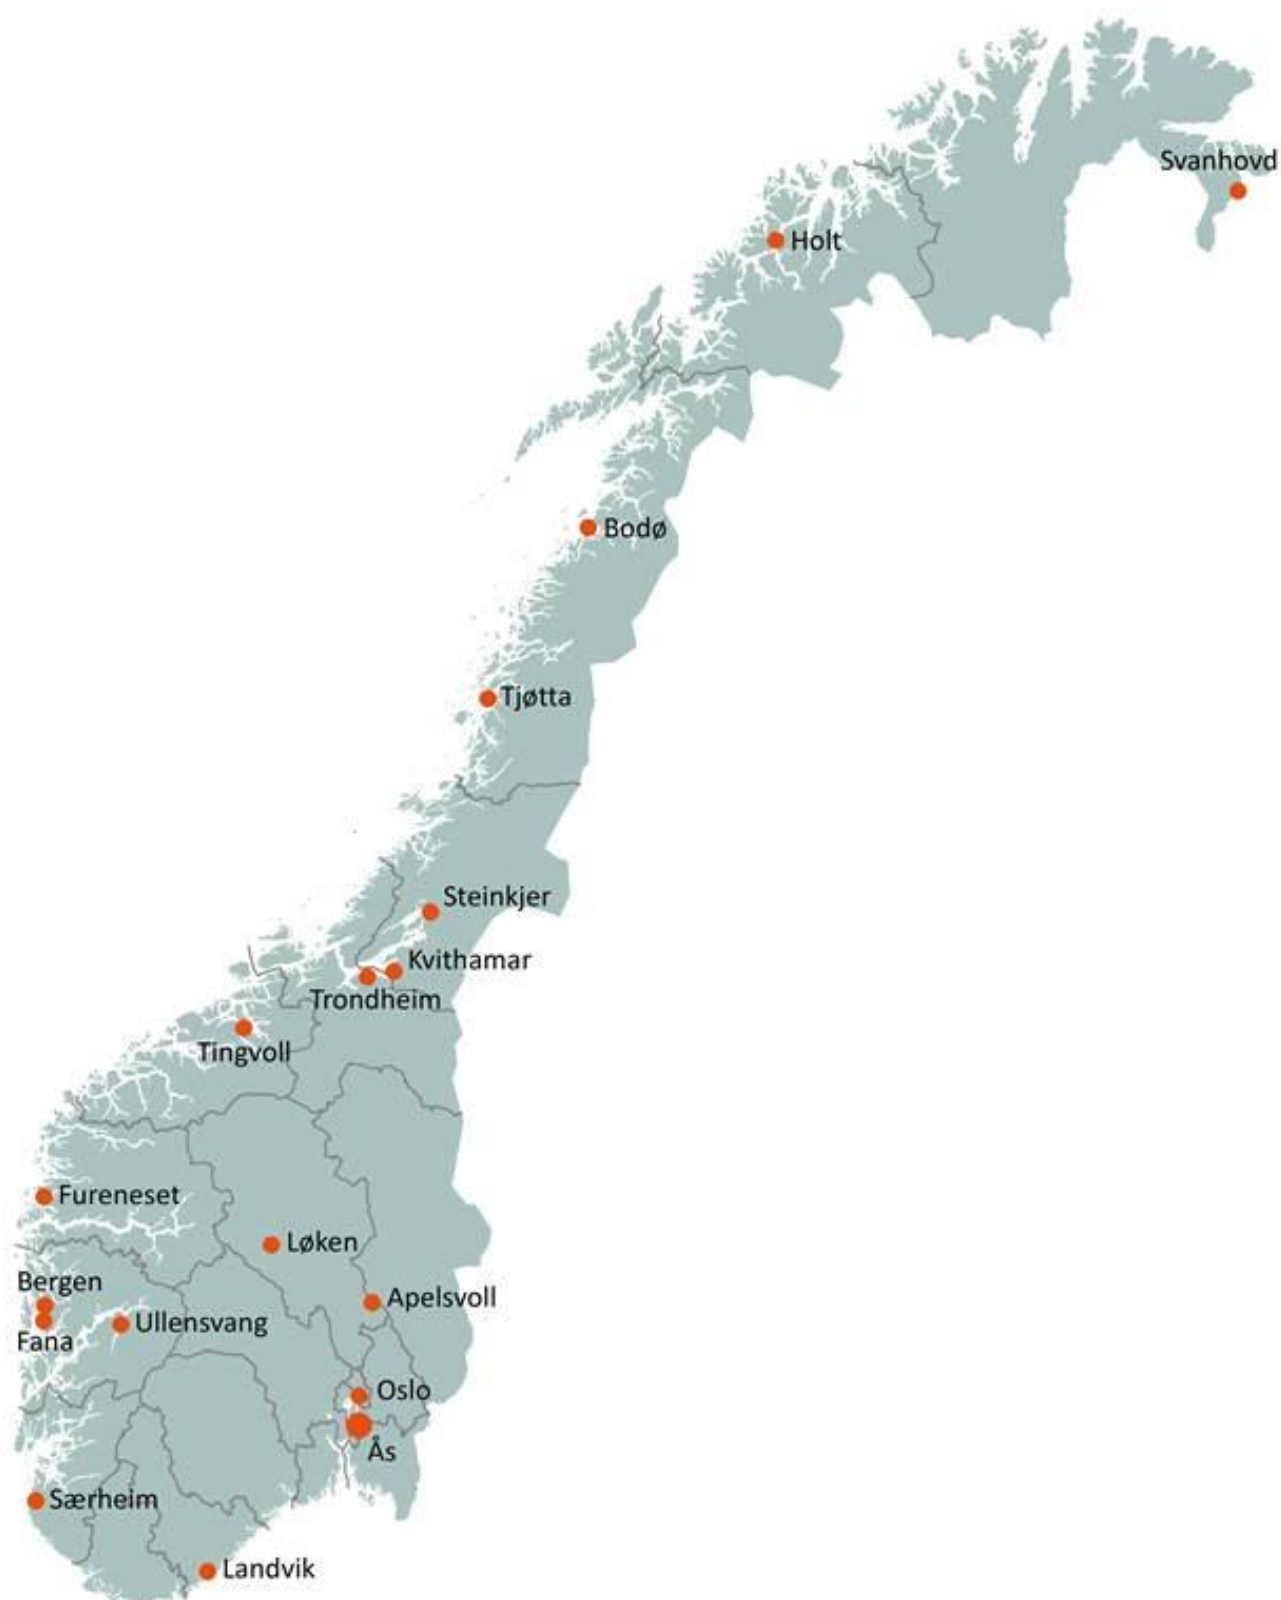 Svanhovd
Holt
Bodø
Tjøtta
Steinkjer
Kvithamar
Trondheim
Tingvoll
Fureneset
Løken
Bergen
Apelsvoll
Ullensvang
Fana
Oslo
Ås
Særheim
Landvik